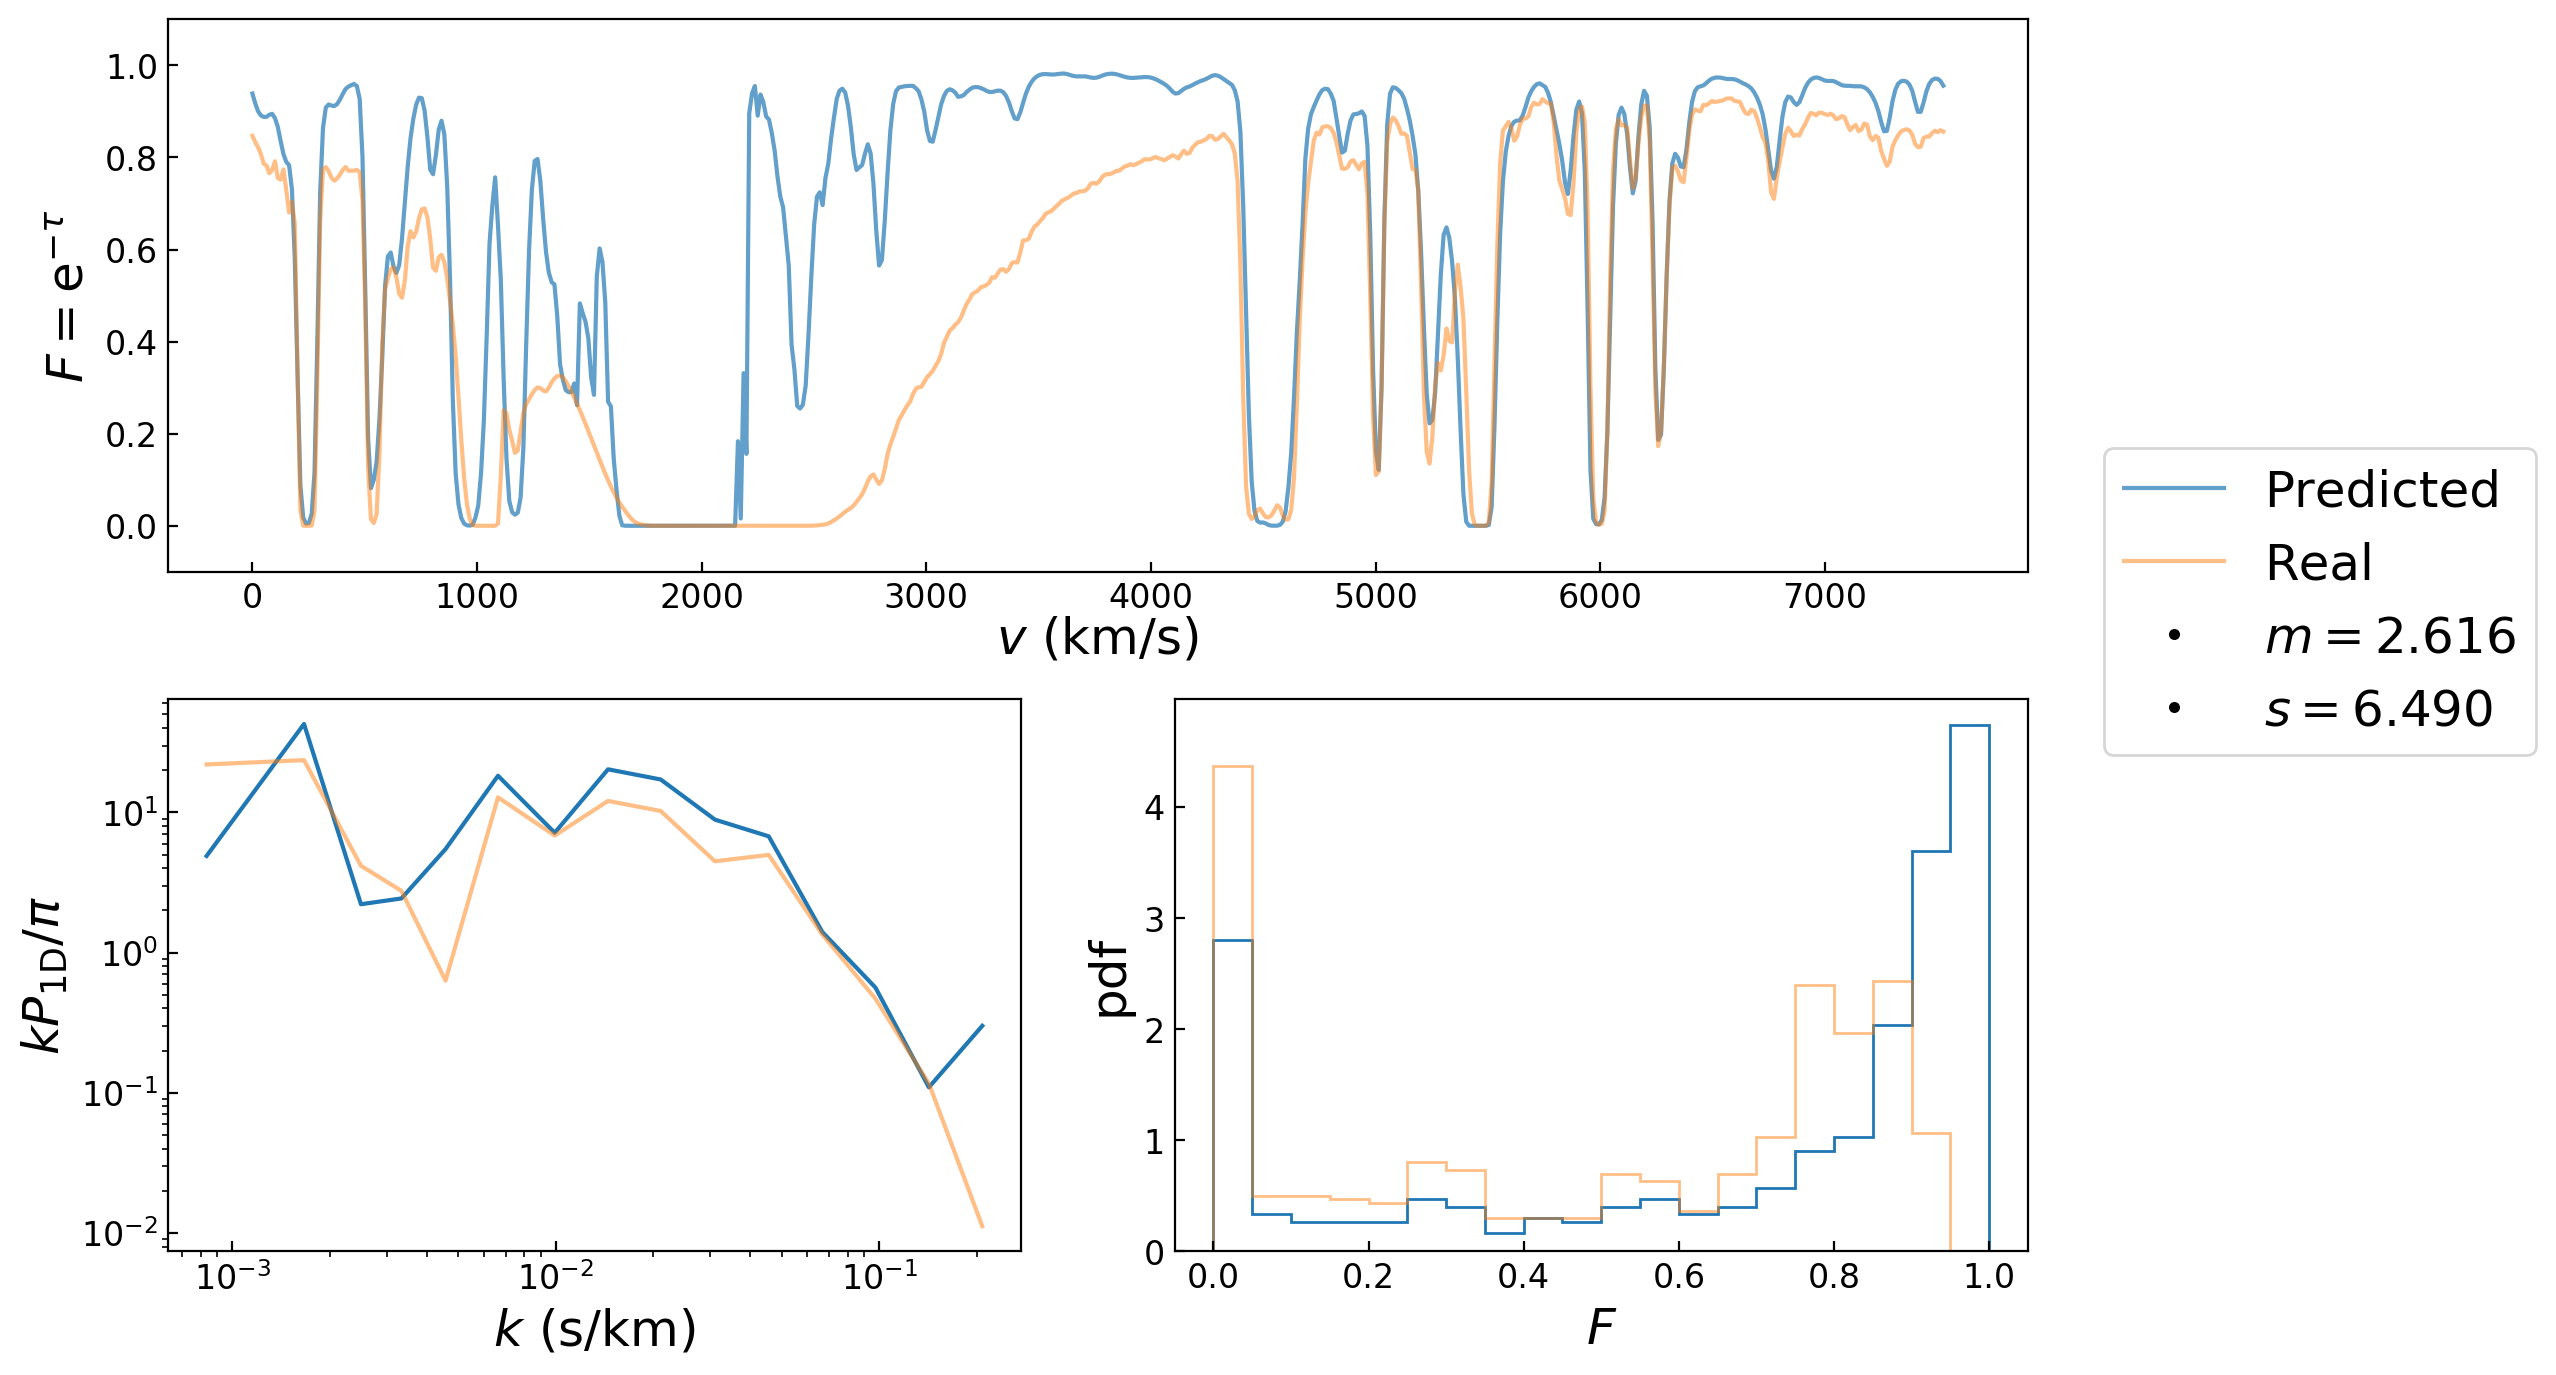 1.0
0.8
0.6
0.4
0.2
0.0
F = e^{-τ}
0 1000 2000 3000 4000 5000 6000 7000
v (km/s)
Predicted
Real
m = 2.616
s = 6.490
10^1
10^0
10^{-1}
10^{-2}
kP_{1D}/π
10^{-3} 10^{-2} 10^{-1}
k (s/km)
4
3
2
1
0
pdf
0.0 0.2 0.4 0.6 0.8 1.0
F